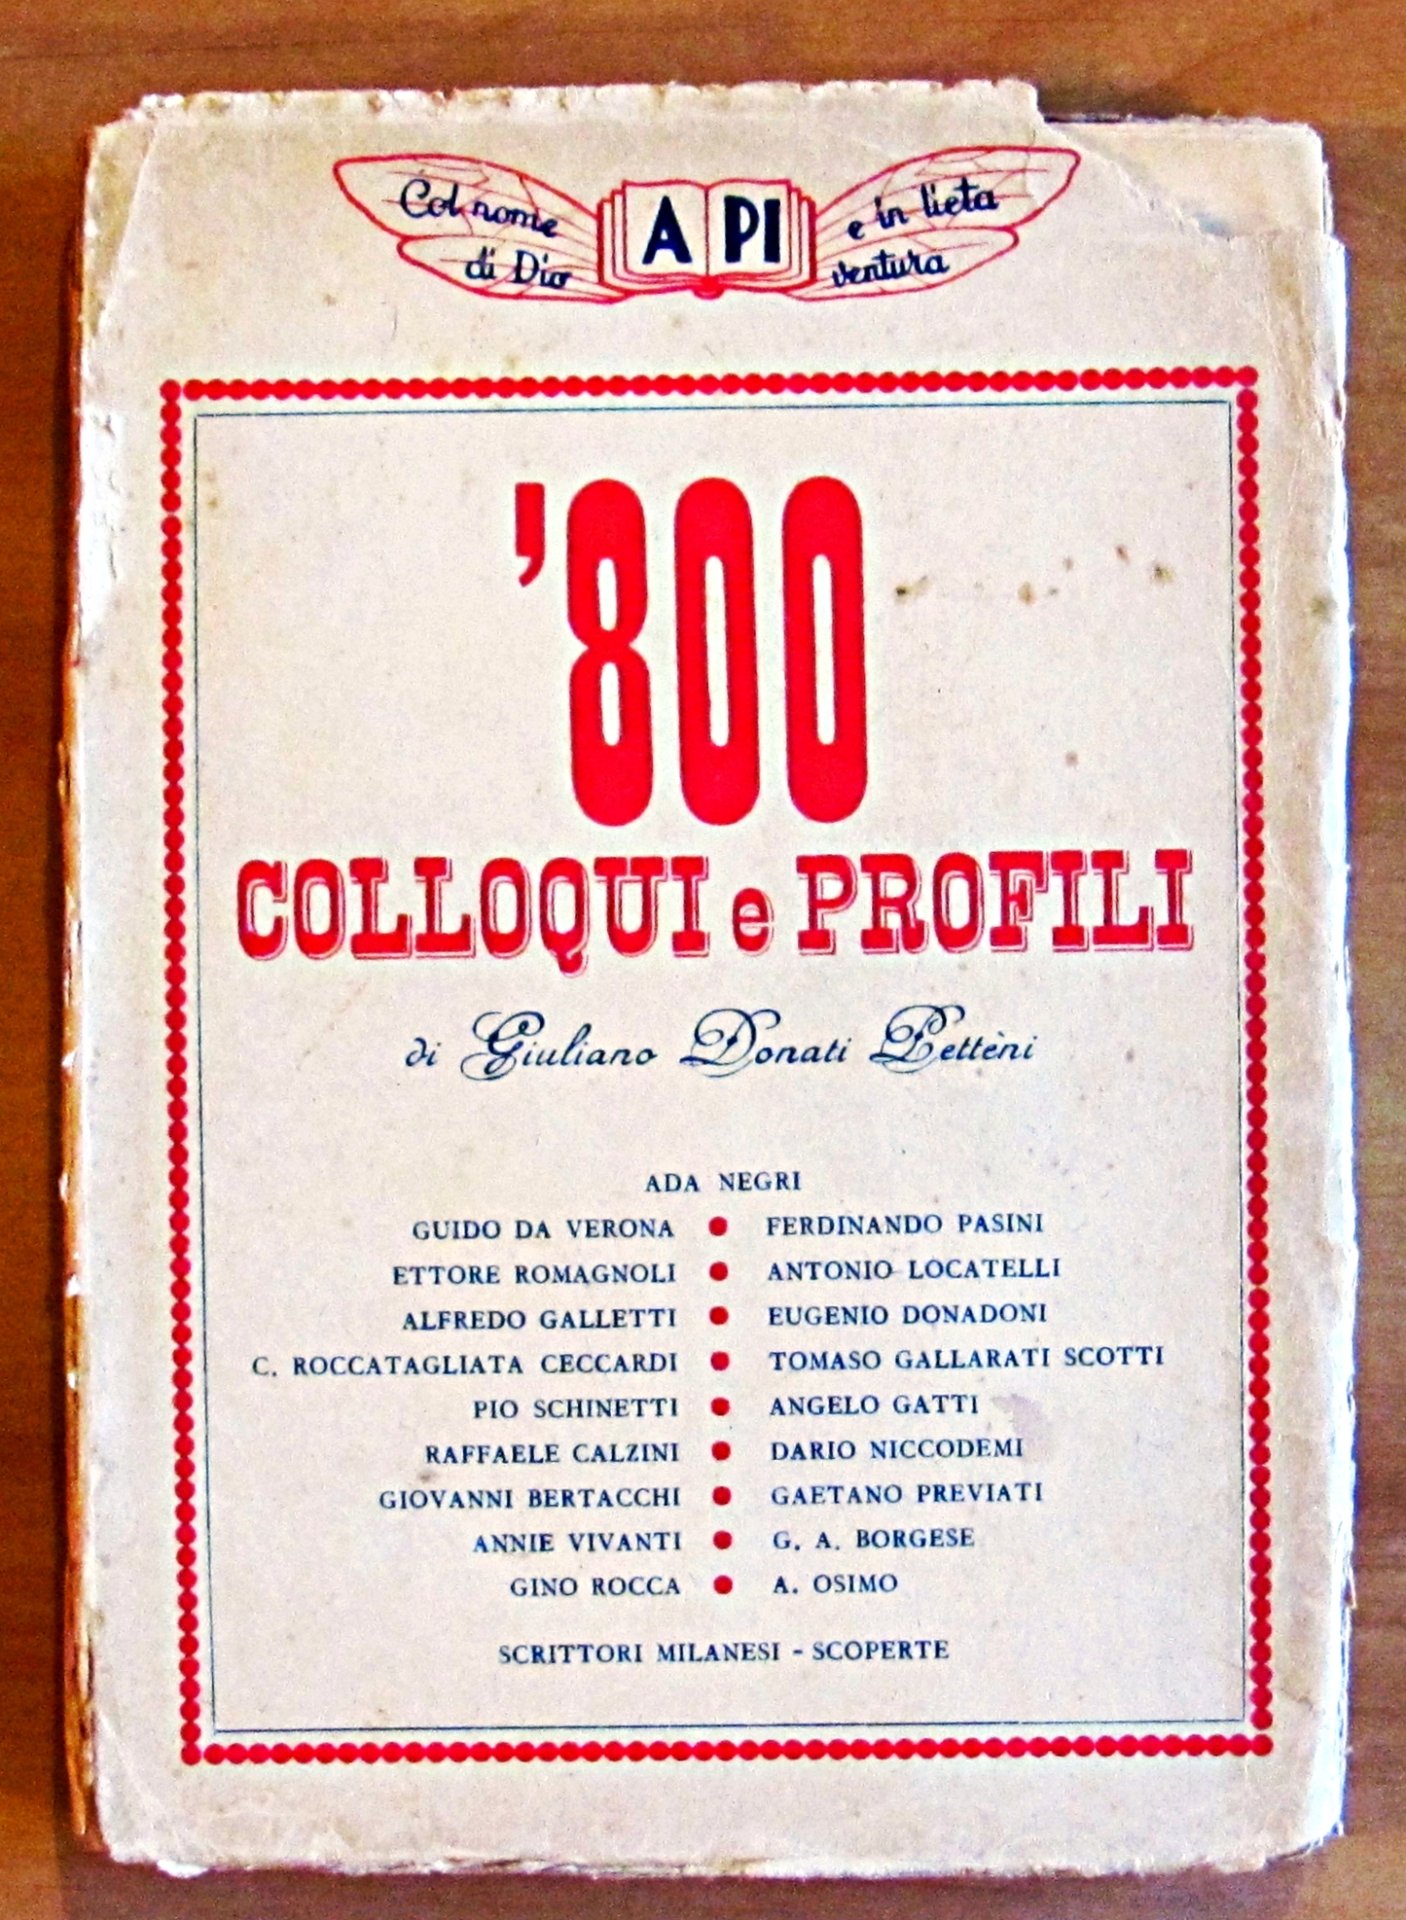 Col nome
di Dio
A PI
e in lieta
ventura
'800
COLLOQUI e PROFILI
di Giuliano Donati Pettèni
ADA NEGRI
GUIDO DA VERONA ● FERDINANDO PASINI
ETTORE ROMAGNOLI ● ANTONIO LOCATELLI
ALFREDO GALLETTI ● EUGENIO DONADONI
C. ROCCATAGLIATA CECCARDI ● TOMASO GALLARATI SCOTTI
PIO SCHINETTI ● ANGELO GATTI
RAFFAELE CALZINI ● DARIO NICCODEMI
GIOVANNI BERTACCHI ● GAETANO PREVIATI
ANNIE VIVANTI ● G. A. BORGESE
GINO ROCCA ● A. OSIMO
SCRITTORI MILANESI - SCOPERTE